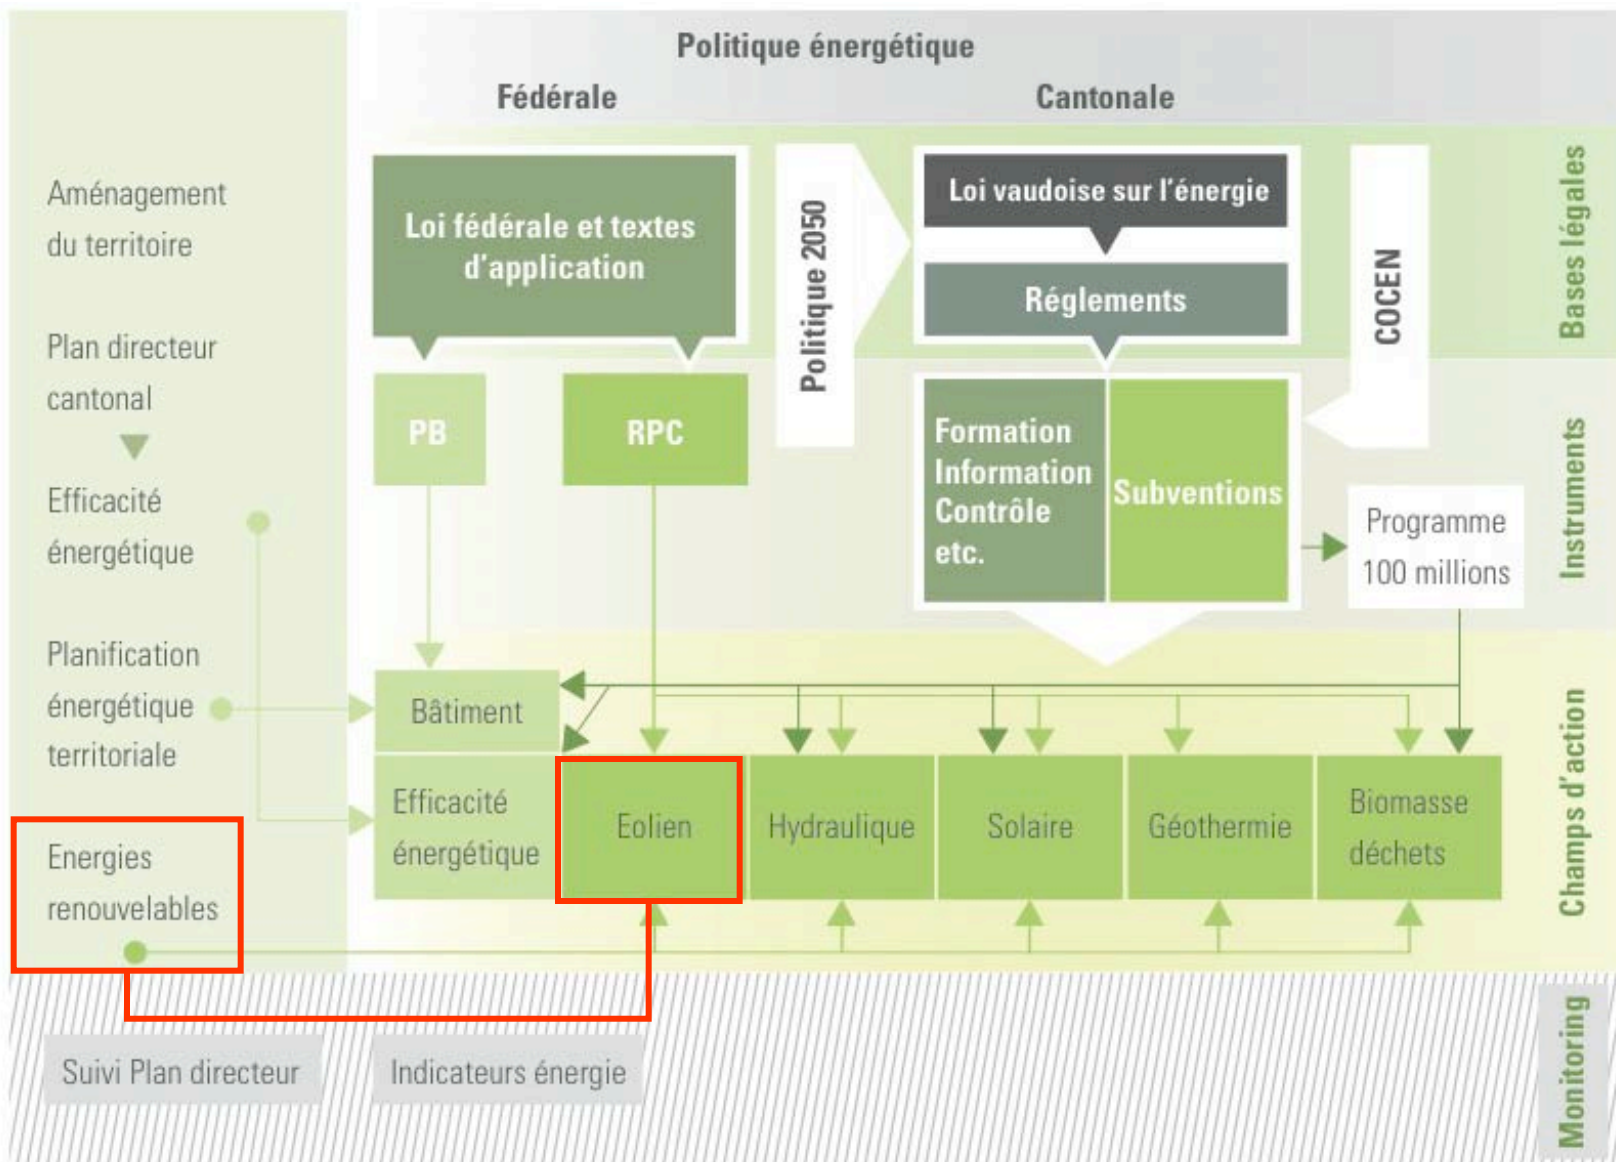 Politique énergétique
Fédérale
Cantonale
Aménagement
du territoire
Plan directeur
cantonal
Efficacité
énergétique
Planification
énergétique
territoriale
Energies
renouvelables
Loi fédérale et textes
d'application
Politique 2050
Loi vaudoise sur l'énergie
Réglements
COCEN
Bases légales
PB
RPC
Formation
Information
Contrôle
etc.
Subventions
Programme
100 millions
Instruments
Bâtiment
Efficacité
énergétique
Eolien
Hydraulique
Solaire
Géothermie
Biomasse
déchets
Champs d'action
Suivi Plan directeur
Indicateurs énergie
Monitoring